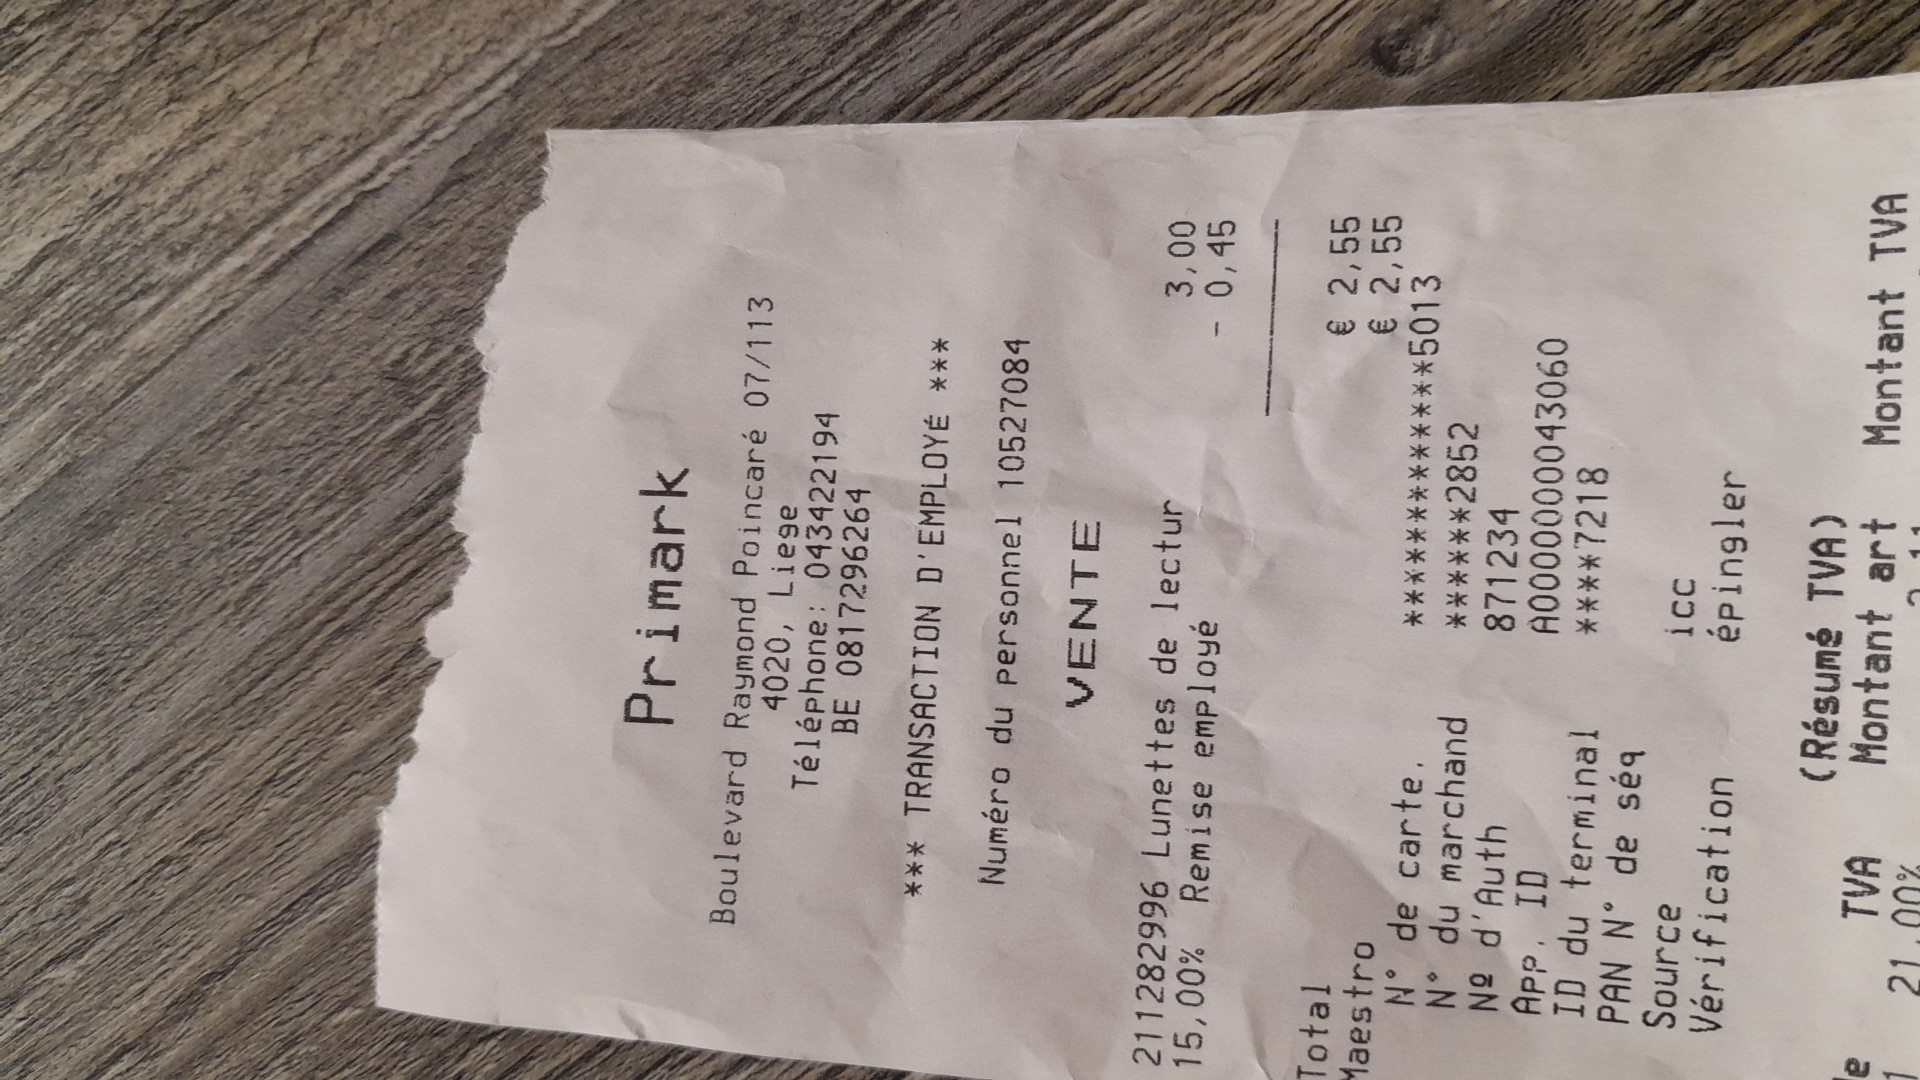 Primark
Boulevard Raymond Poincaré 07/113
4020, Liege
Téléphone: 043422194
BE 0817296264
*** TRANSACTION D'EMPLOYÉ ***
Numéro du personnel 10527084
VENTE
211282996 Lunettes de lectur 3,00
15,00% Remise employé - 0,45
Total € 2,55
Maestro € 2,55
N° de carte. ****************5013
N° du marchand ******2852
Nº d'Auth 871234
App. ID A0000000043060
ID du terminal ****7218
PAN N° de séq
Source icc
Vérification épingler
(Résumé TVA)
TVA Montant art Montant TVA
21,00%